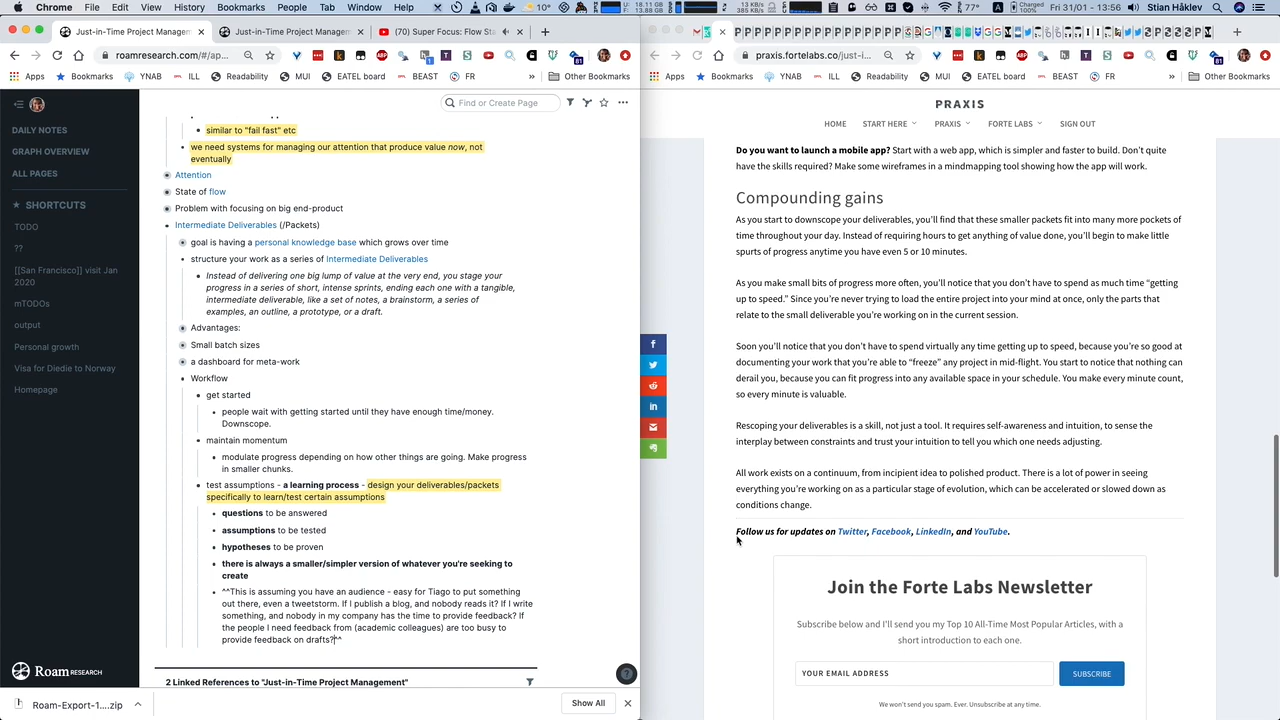 Chrome File Edit View History Bookmarks People Tab Window Help
10° 18.11 GB 13.88 GB 13 KB/s 385 KB/s 77° Charged 100% Fri 31/01 - 13:56 Stian Håklev
Just-in-Time Project Managem
Just-in-Time Project Managem
(70) Super Focus: Flow Sta
roamresearch.com/#/ap...
Apps Bookmarks YNAB ILL Readability MUI EATEL board BEAST FR » Other Bookmarks
Find or Create Page
DAILY NOTES
GRAPH OVERVIEW
ALL PAGES
SHORTCUTS
TODO
??
[[San Francisco]] visit Jan
2020
mTODOs
output
Personal growth
Visa for Diedie to Norway
Homepage
similar to "fail fast" etc
we need systems for managing our attention that produce value now, not
eventually
Attention
State of flow
Problem with focusing on big end-product
Intermediate Deliverables (/Packets)
goal is having a personal knowledge base which grows over time
structure your work as a series of Intermediate Deliverables
Instead of delivering one big lump of value at the very end, you stage your
progress in a series of short, intense sprints, ending each one with a tangible,
intermediate deliverable, like a set of notes, a brainstorm, a series of
examples, an outline, a prototype, or a draft.
Advantages:
Small batch sizes
a dashboard for meta-work
Workflow
get started
people wait with getting started until they have enough time/money.
Downscope.
maintain momentum
modulate progress depending on how other things are going. Make progress
in smaller chunks.
test assumptions - a learning process - design your deliverables/packets
specifically to learn/test certain assumptions
questions to be answered
assumptions to be tested
hypotheses to be proven
there is always a smaller/simpler version of whatever you're seeking to
create
^^This is assuming you have an audience - easy for Tiago to put something
out there, even a tweetstorm. If I publish a blog, and nobody reads it? If I write
something, and nobody in my company has the time to provide feedback? If
the people I need feedback from (academic colleagues) are too busy to
provide feedback on drafts?^^
2 Linked References to "Just-in-Time Project Management"
Roam RESEARCH
Roam-Export-1....zip
Show All
praxis.fortelabs.co/just-i...
Apps Bookmarks YNAB ILL Readability MUI EATEL board BEAST FR » Other Bookmarks
PRAXIS
HOME START HERE PRAXIS FORTE LABS SIGN OUT
Do you want to launch a mobile app? Start with a web app, which is simpler and faster to build. Don't quite
have the skills required? Make some wireframes in a mindmapping tool showing how the app will work.
Compounding gains
As you start to downscope your deliverables, you'll find that these smaller packets fit into many more pockets of
time throughout your day. Instead of requiring hours to get anything of value done, you'll begin to make little
spurts of progress anytime you have even 5 or 10 minutes.
As you make small bits of progress more often, you'll notice that you don't have to spend as much time "getting
up to speed." Since you're never trying to load the entire project into your mind at once, only the parts that
relate to the small deliverable you're working on in the current session.
Soon you'll notice that you don't have to spend virtually any time getting up to speed, because you're so good at
documenting your work that you're able to "freeze" any project in mid-flight. You start to notice that nothing can
derail you, because you can fit progress into any available space in your schedule. You make every minute count,
so every minute is valuable.
Rescoping your deliverables is a skill, not just a tool. It requires self-awareness and intuition, to sense the
interplay between constraints and trust your intuition to tell you which one needs adjusting.
All work exists on a continuum, from incipient idea to polished product. There is a lot of power in seeing
everything you're working on as a particular stage of evolution, which can be accelerated or slowed down as
conditions change.
Follow us for updates on Twitter, Facebook, LinkedIn, and YouTube.
Join the Forte Labs Newsletter
Subscribe below and I'll send you my Top 10 All-Time Most Popular Articles, with a
short introduction to each one.
YOUR EMAIL ADDRESS
SUBSCRIBE
We won't send you spam. Ever. Unsubscribe at any time.